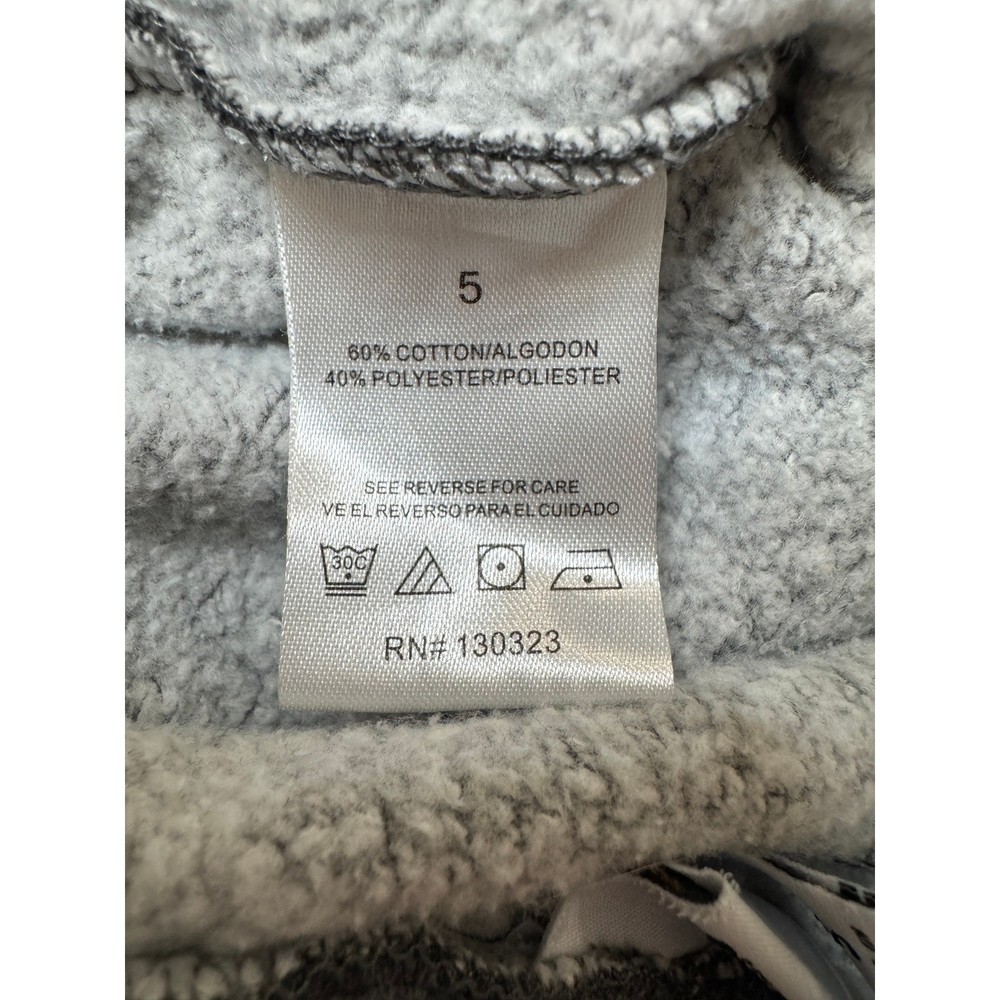 5
60% COTTON/ALGODON
40% POLYESTER/POLIESTER
SEE REVERSE FOR CARE
VE EL REVERSO PARA EL CUIDADO
30C
RN# 130323